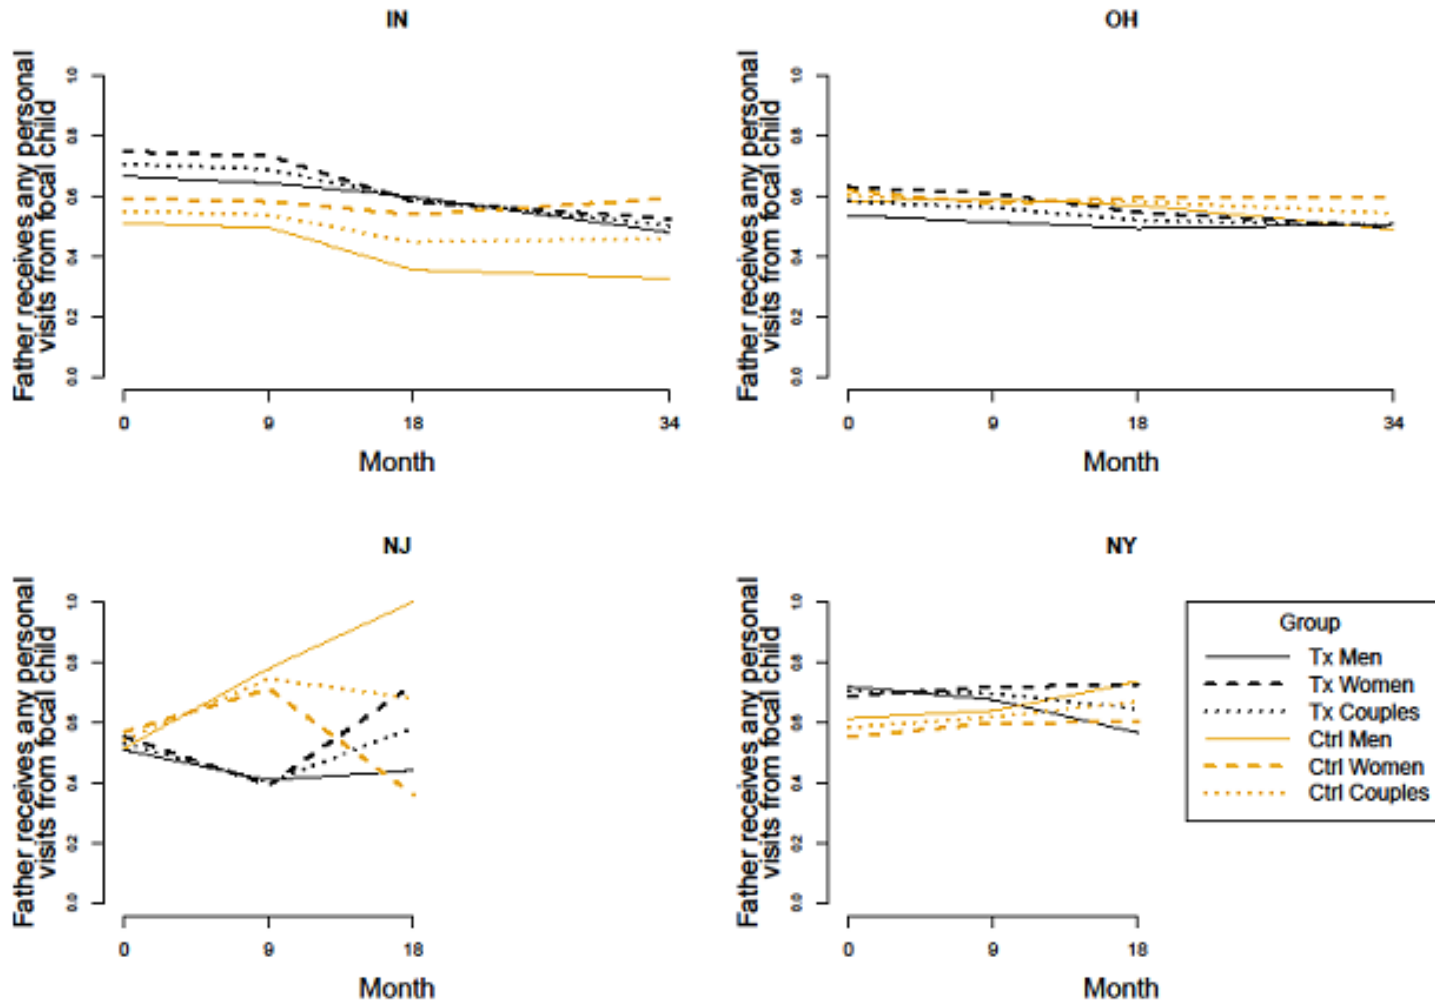 IN
Father receives any personal
visits from focal child
0.0 0.2 0.4 0.6 0.8 1.0
0 9 18 34
Month
OH
Father receives any personal
visits from focal child
0.0 0.2 0.4 0.6 0.8 1.0
0 9 18 34
Month
NJ
Father receives any personal
visits from focal child
0.0 0.2 0.4 0.6 0.8 1.0
0 9 18
Month
NY
Father receives any personal
visits from focal child
0.0 0.2 0.4 0.6 0.8 1.0
0 9 18
Month
Group
Tx Men
Tx Women
Tx Couples
Ctrl Men
Ctrl Women
Ctrl Couples